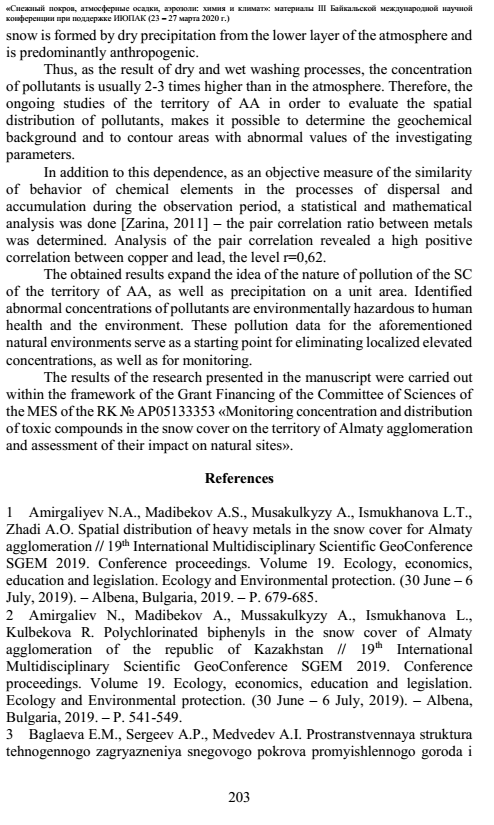 «Снежный покров, атмосферные осадки, аэрозоли: химия и климат»: материалы III Байкальской международной научной
конференции при поддержке ИЮПАК (23 – 27 марта 2020 г.)
snow is formed by dry precipitation from the lower layer of the atmosphere and
is predominantly anthropogenic.
Thus, as the result of dry and wet washing processes, the concentration
of pollutants is usually 2-3 times higher than in the atmosphere. Therefore, the
ongoing studies of the territory of AA in order to evaluate the spatial
distribution of pollutants, makes it possible to determine the geochemical
background and to contour areas with abnormal values of the investigating
parameters.
In addition to this dependence, as an objective measure of the similarity
of behavior of chemical elements in the processes of dispersal and
accumulation during the observation period, a statistical and mathematical
analysis was done [Zarina, 2011] – the pair correlation ratio between metals
was determined. Analysis of the pair correlation revealed a high positive
correlation between copper and lead, the level r=0,62.
The obtained results expand the idea of the nature of pollution of the SC
of the territory of AA, as well as precipitation on a unit area. Identified
abnormal concentrations of pollutants are environmentally hazardous to human
health and the environment. These pollution data for the aforementioned
natural environments serve as a starting point for eliminating localized elevated
concentrations, as well as for monitoring.
The results of the research presented in the manuscript were carried out
within the framework of the Grant Financing of the Committee of Sciences of
the MES of the RK № AP05133353 «Monitoring concentration and distribution
of toxic compounds in the snow cover on the territory of Almaty agglomeration
and assessment of their impact on natural sites».
References
1 Amirgaliyev N.A., Madibekov A.S., Musakulkyzy A., Ismukhanova L.T.,
Zhadi A.O. Spatial distribution of heavy metals in the snow cover for Almaty
agglomeration // 19th International Multidisciplinary Scientific GeoConference
SGEM 2019. Conference proceedings. Volume 19. Ecology, economics,
education and legislation. Ecology and Environmental protection. (30 June – 6
July, 2019). – Albena, Bulgaria, 2019. – P. 679-685.
2 Amirgaliev N., Madibekov A., Mussakulkyzy A., Ismukhanova L.,
Kulbekova R. Polychlorinated biphenyls in the snow cover of Almaty
agglomeration of the republic of Kazakhstan // 19th International
Multidisciplinary Scientific GeoConference SGEM 2019. Conference
proceedings. Volume 19. Ecology, economics, education and legislation.
Ecology and Environmental protection. (30 June – 6 July, 2019). – Albena,
Bulgaria, 2019. – P. 541-549.
3 Baglaeva E.M., Sergeev A.P., Medvedev A.I. Prostranstvennaya struktura
tehnogennogo zagryazneniya snegovogo pokrova promyishlennogo goroda i
203